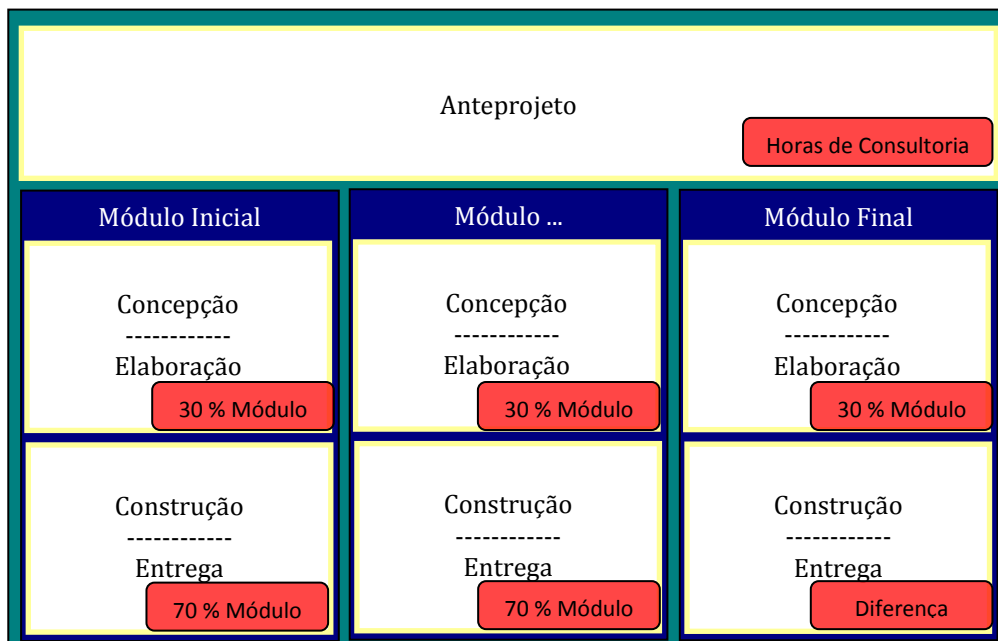 Anteprojeto
Horas de Consultoria
Módulo Inicial
Concepção
------------
Elaboração
30 % Módulo
Construção
------------
Entrega
70 % Módulo
Módulo ...
Concepção
------------
Elaboração
30 % Módulo
Construção
------------
Entrega
70 % Módulo
Módulo Final
Concepção
------------
Elaboração
30 % Módulo
Construção
------------
Entrega
Diferença